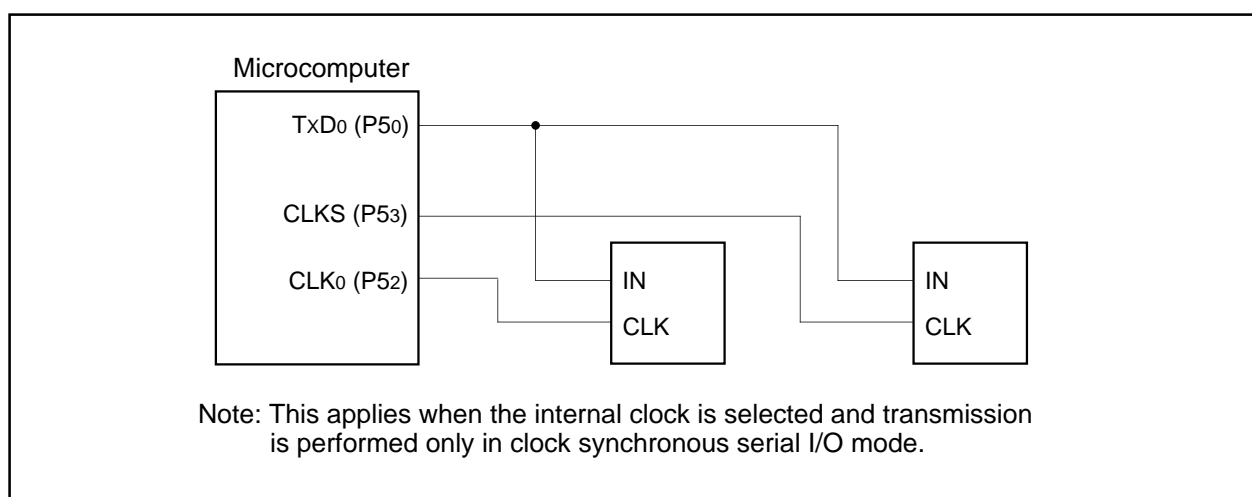 Microcomputer
TxD0 (P50)
CLKS (P53)
CLK0 (P52)
IN
CLK
IN
CLK
Note: This applies when the internal clock is selected and transmission
is performed only in clock synchronous serial I/O mode.